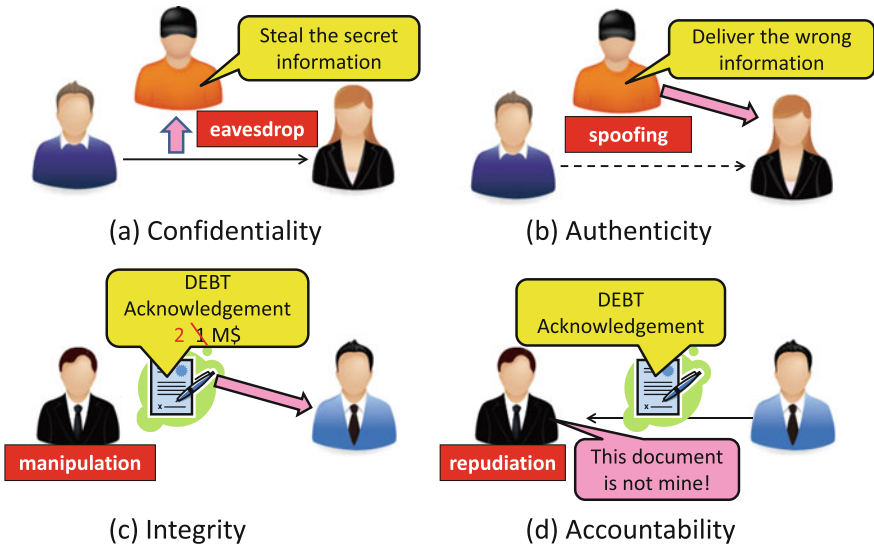 Steal the secret
information
eavesdrop
(a) Confidentiality
Deliver the wrong
information
spoofing
(b) Authenticity
DEBT
Acknowledgement
2 1 M$
x
manipulation
(c) Integrity
DEBT
Acknowledgement
x
repudiation
This document
is not mine!
(d) Accountability